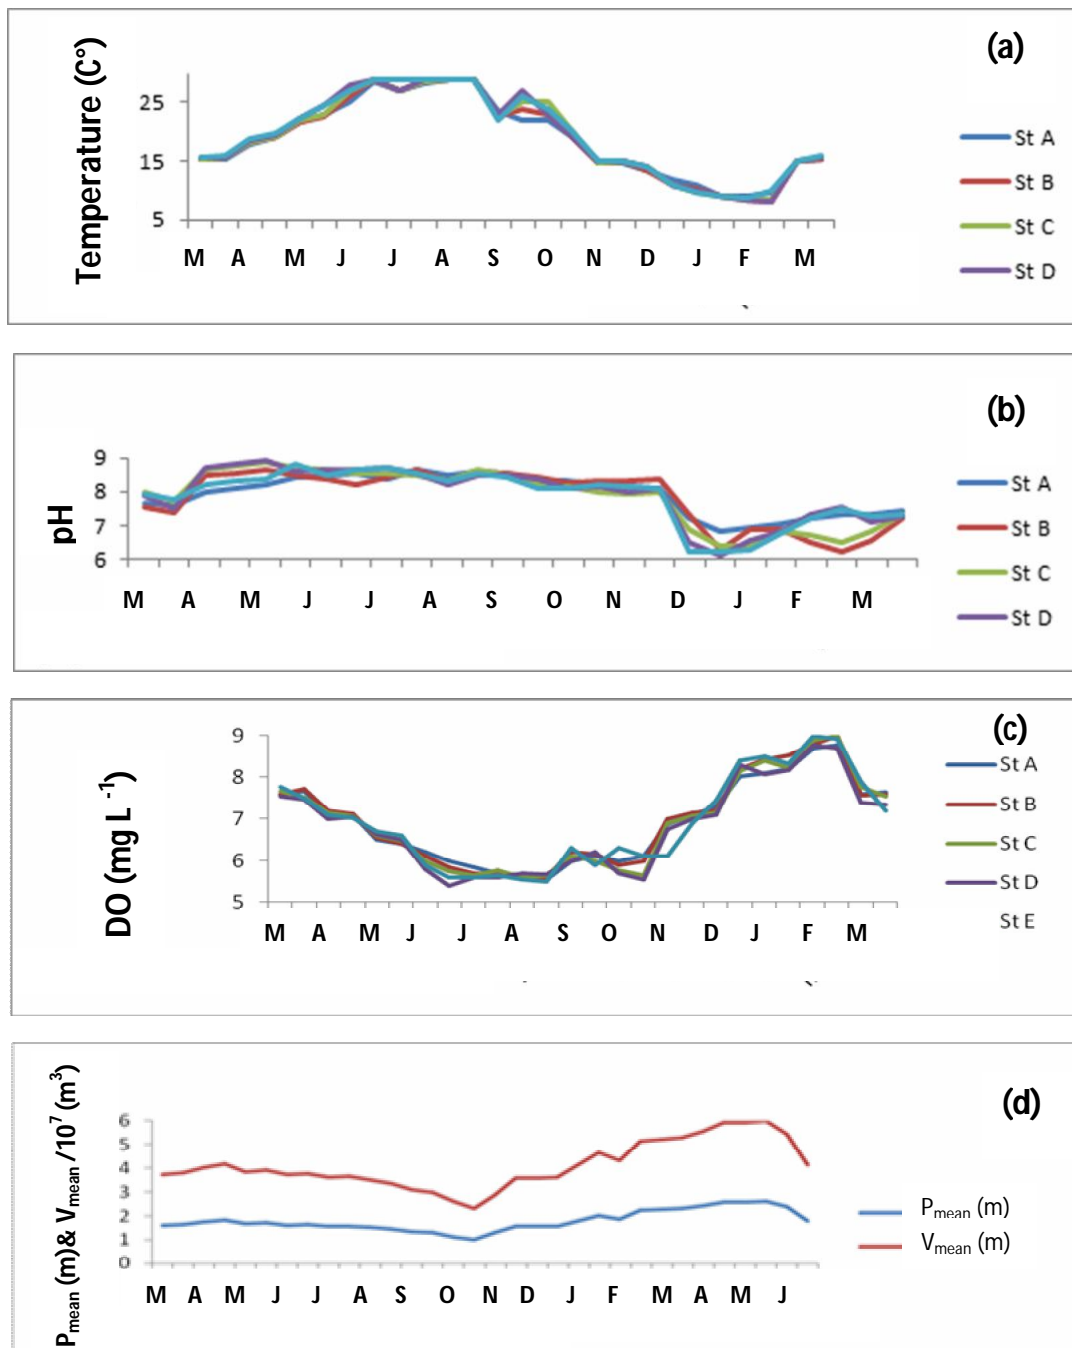 (a)
Temperature (C°)
25
15
5
M A M J J A S O N D J F M
St A
St B
St C
St D
(b)
pH
9
8
7
6
M A M J J A S O N D J F M
St A
St B
St C
St D
(c)
DO (mg L -1)
9
8
7
6
5
M A M J J A S O N D J F M
St A
St B
St C
St D
St E
(d)
Pmean (m)& Vmean /10⁷ (m³)
6
5
4
3
2
1
0
M A M J J A S O N D J F M A M J
Pmean (m)
Vmean (m)